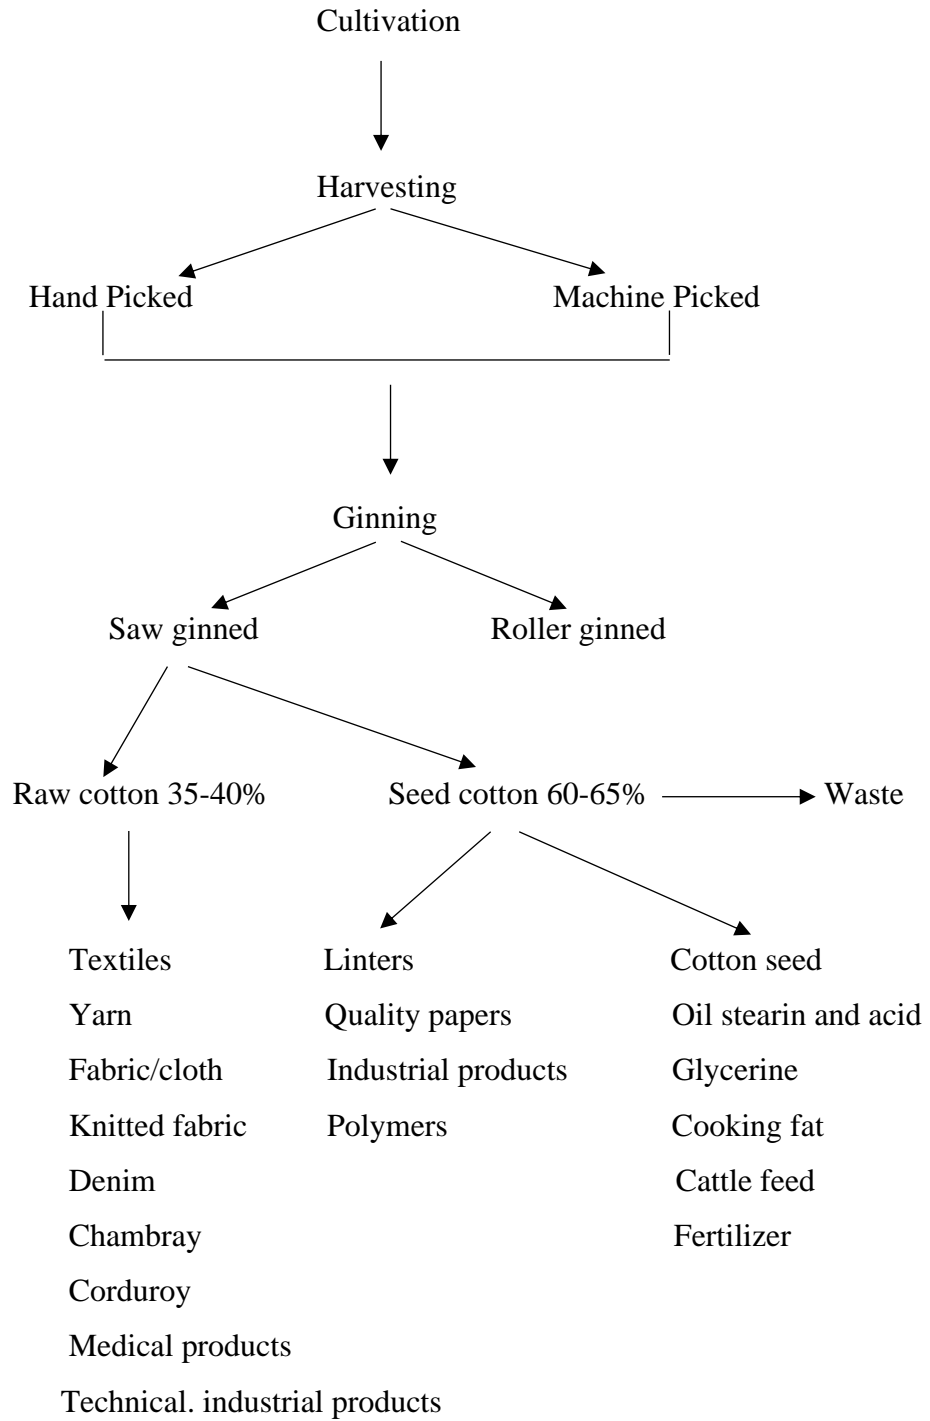 Cultivation
Harvesting
Hand Picked
Machine Picked
Ginning
Saw ginned
Roller ginned
Raw cotton 35-40%
Seed cotton 60-65%
Waste
Textiles
Yarn
Fabric/cloth
Knitted fabric
Denim
Chambray
Corduroy
Medical products
Technical. industrial products
Linters
Quality papers
Industrial products
Polymers
Cotton seed
Oil stearin and acid
Glycerine
Cooking fat
Cattle feed
Fertilizer